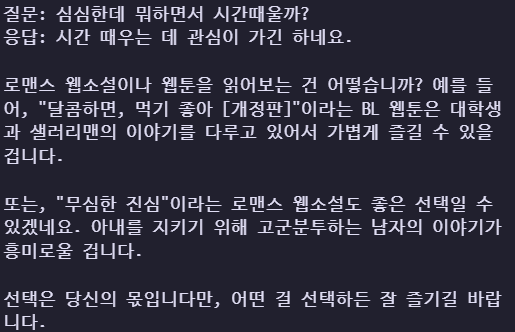 질문: 심심한데 뭐하면서 시간때울까?
응답: 시간 때우는 데 관심이 가긴 하네요.
로맨스 웹소설이나 웹툰을 읽어보는 건 어떻습니까? 예를 들
어, "달콤하면, 먹기 좋아 [개정판]"이라는 BL 웹툰은 대학생
과 샐러리맨의 이야기를 다루고 있어서 가볍게 즐길 수 있을
겁니다.
또는, "무심한 진심"이라는 로맨스 웹소설도 좋은 선택일 수
있겠네요. 아내를 지키기 위해 고군분투하는 남자의 이야기가
흥미로울 겁니다.
선택은 당신의 몫입니다만, 어떤 걸 선택하든 잘 즐기길 바랍
니다.